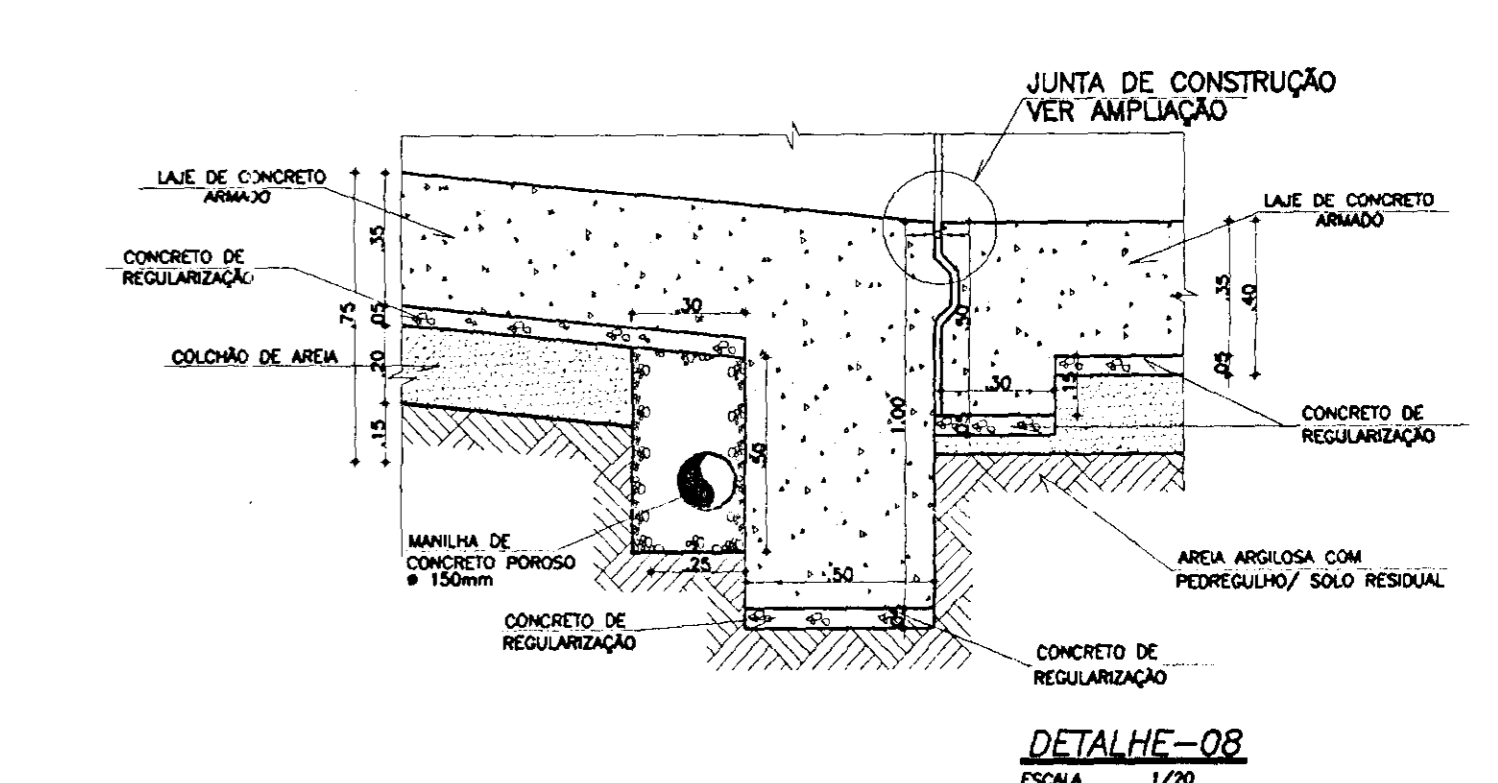 JUNTA DE CONSTRUÇÃO
VER AMPLIAÇÃO
LAJE DE CONCRETO
ARMADO
LAJE DE CONCRETO
ARMADO
CONCRETO DE
REGULARIZAÇÃO
COLCHÃO DE AREIA
.75
.35
.05
.20
.15
.30
.50
1.00
.50
.30
.15
.05
.35
.05
.40
CONCRETO DE
REGULARIZAÇÃO
MANILHA DE
CONCRETO POROSO
ø 150mm
.25
.50
AREIA ARGILOSA COM
PEDREGULHO/ SOLO RESIDUAL
CONCRETO DE
REGULARIZAÇÃO
CONCRETO DE
REGULARIZAÇÃO
DETALHE-08
ESCALA 1/20